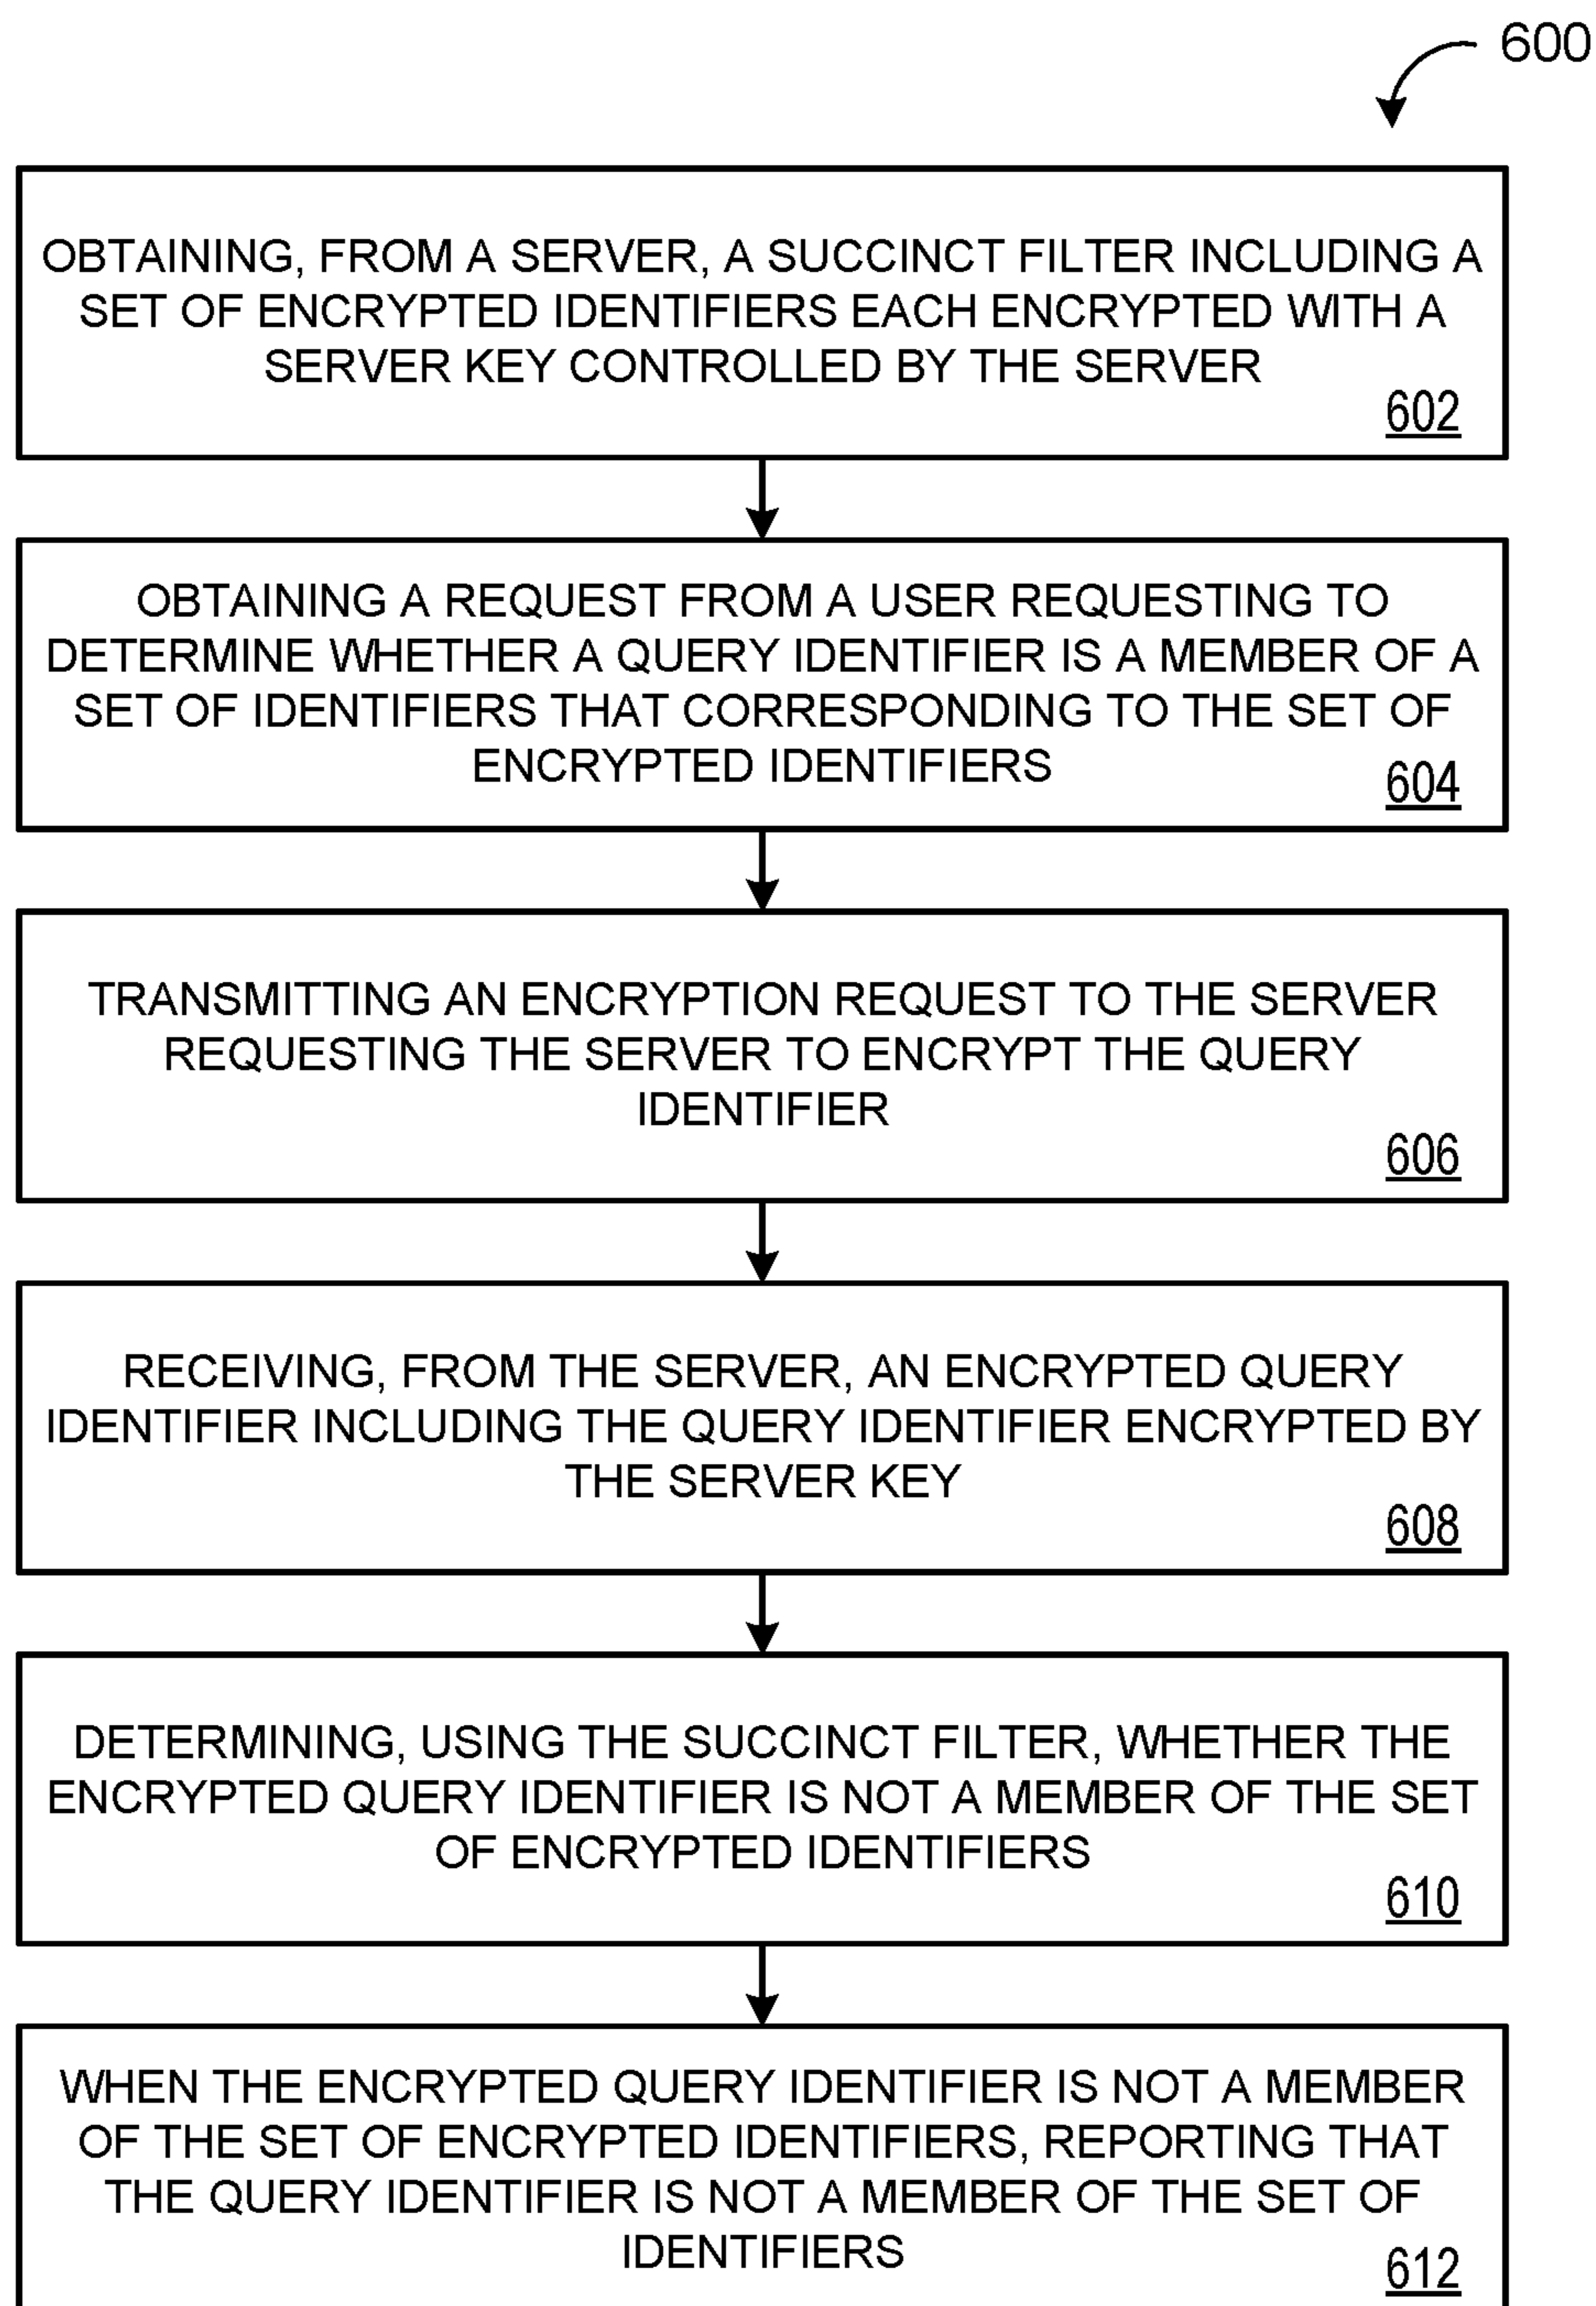 600
OBTAINING, FROM A SERVER, A SUCCINCT FILTER INCLUDING A
SET OF ENCRYPTED IDENTIFIERS EACH ENCRYPTED WITH A
SERVER KEY CONTROLLED BY THE SERVER
602
OBTAINING A REQUEST FROM A USER REQUESTING TO
DETERMINE WHETHER A QUERY IDENTIFIER IS A MEMBER OF A
SET OF IDENTIFIERS THAT CORRESPONDING TO THE SET OF
ENCRYPTED IDENTIFIERS
604
TRANSMITTING AN ENCRYPTION REQUEST TO THE SERVER
REQUESTING THE SERVER TO ENCRYPT THE QUERY
IDENTIFIER
606
RECEIVING, FROM THE SERVER, AN ENCRYPTED QUERY
IDENTIFIER INCLUDING THE QUERY IDENTIFIER ENCRYPTED BY
THE SERVER KEY
608
DETERMINING, USING THE SUCCINCT FILTER, WHETHER THE
ENCRYPTED QUERY IDENTIFIER IS NOT A MEMBER OF THE SET
OF ENCRYPTED IDENTIFIERS
610
WHEN THE ENCRYPTED QUERY IDENTIFIER IS NOT A MEMBER
OF THE SET OF ENCRYPTED IDENTIFIERS, REPORTING THAT
THE QUERY IDENTIFIER IS NOT A MEMBER OF THE SET OF
IDENTIFIERS
612